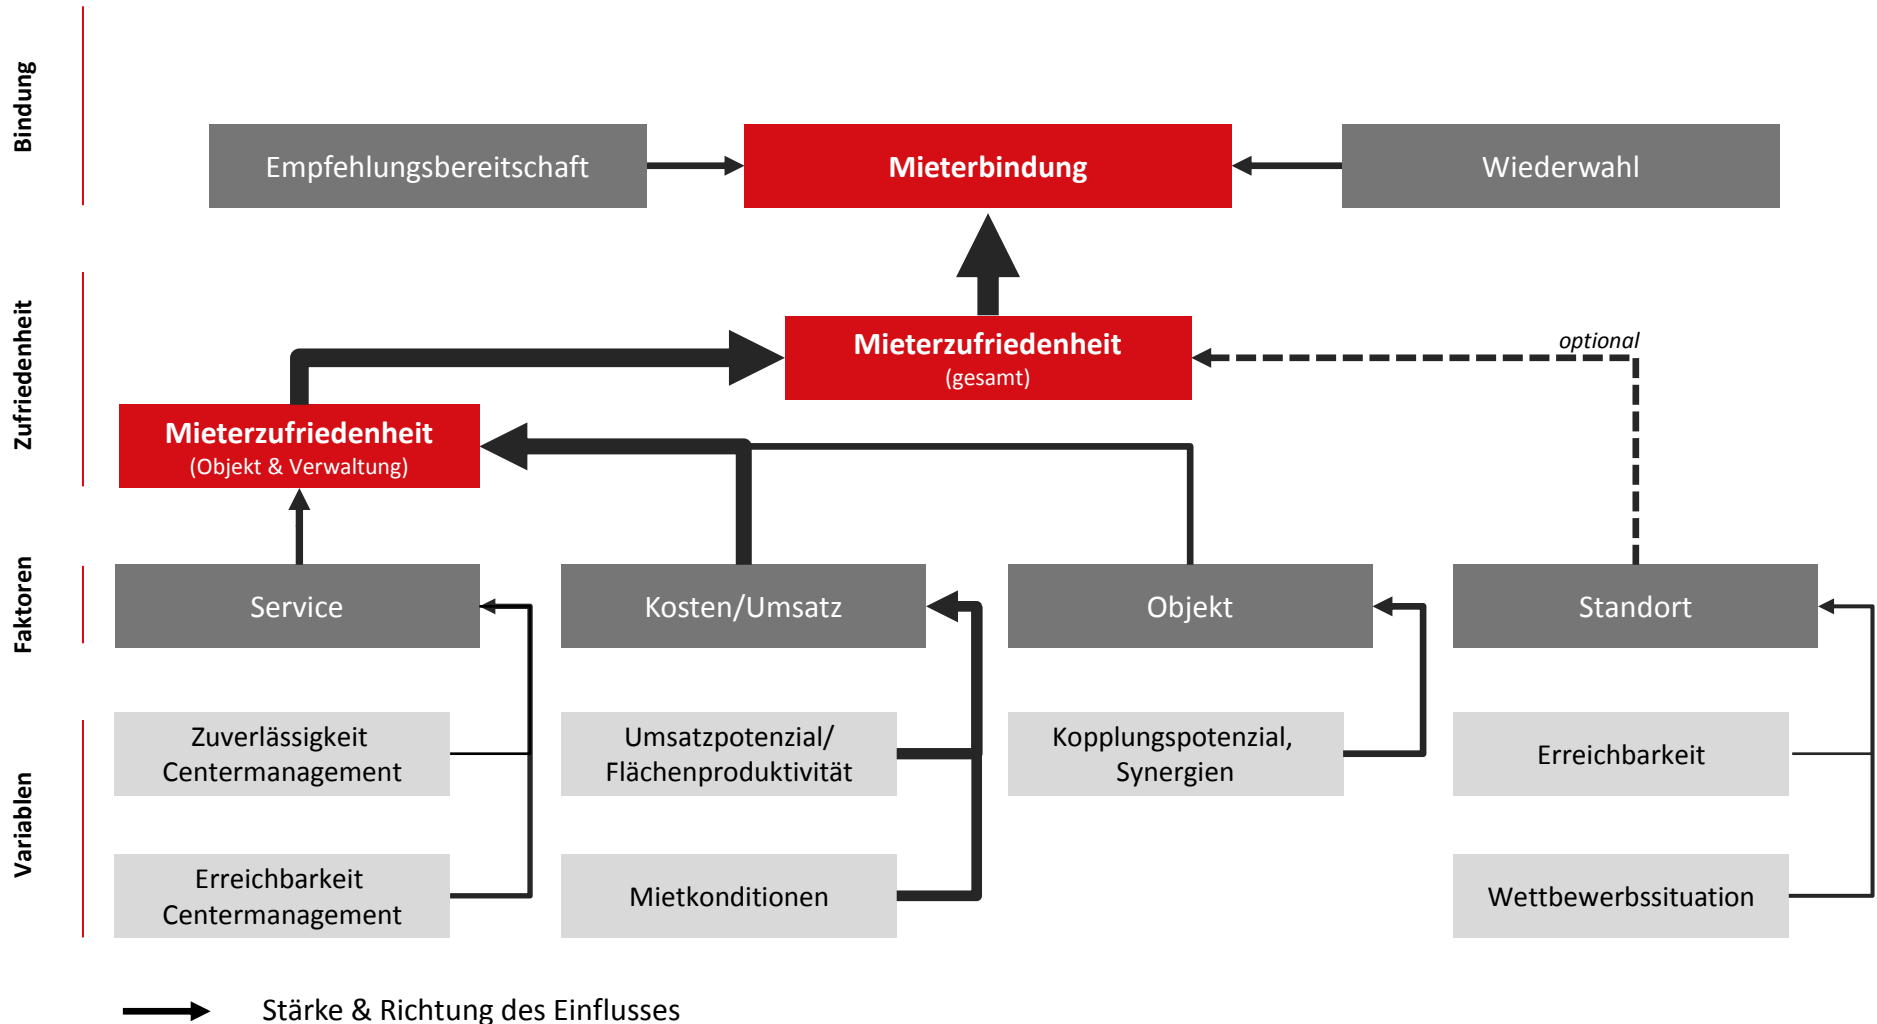 Bindung
Empfehlungsbereitschaft
Mieterbindung
Wiederwahl
Zufriedenheit
Mieterzufriedenheit
(gesamt)
optional
Mieterzufriedenheit
(Objekt & Verwaltung)
Faktoren
Service
Kosten/Umsatz
Objekt
Standort
Variablen
Zuverlässigkeit
Centermanagement
Umsatzpotenzial/
Flächenproduktivität
Kopplungspotenzial,
Synergien
Erreichbarkeit
Erreichbarkeit
Centermanagement
Mietkonditionen
Wettbewerbssituation
Stärke & Richtung des Einflusses